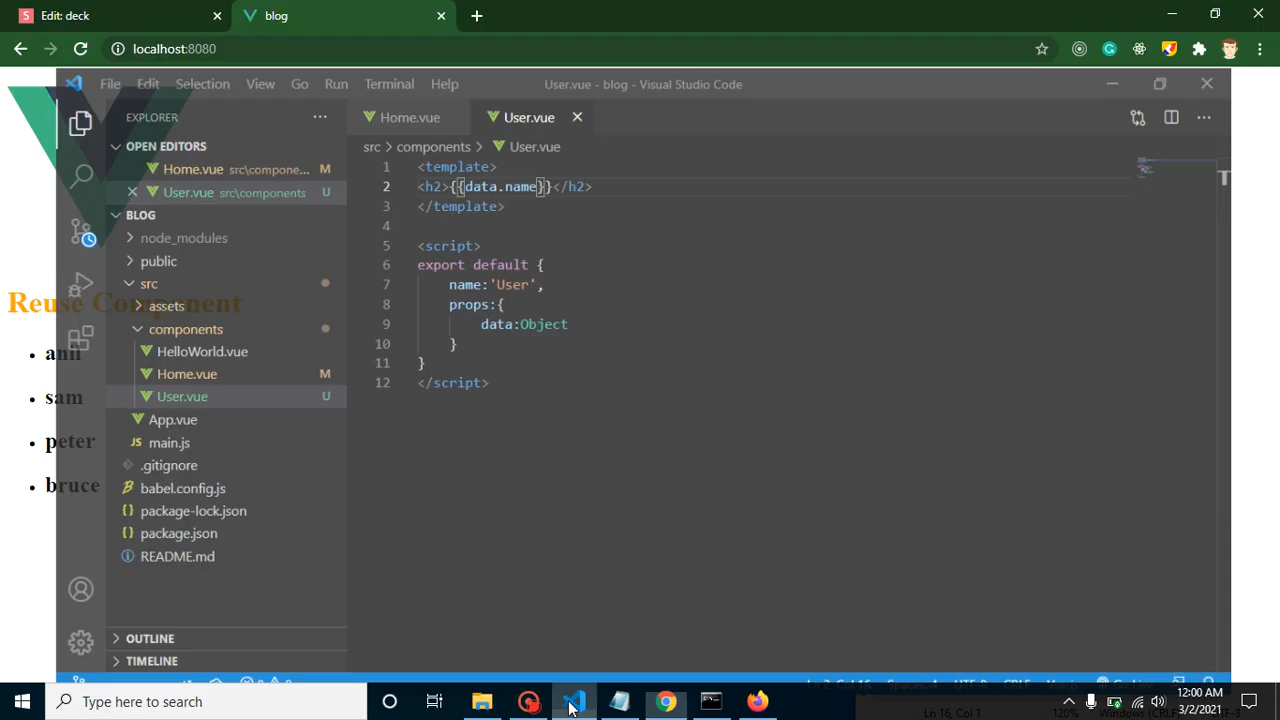 Edit: deck
blog
localhost:8080
File Edit Selection View Go Run Terminal Help
User.vue - blog - Visual Studio Code
EXPLORER
OPEN EDITORS
Home.vue src\compone... M
User.vue src\components U
BLOG
node_modules
public
src
assets
components
HelloWorld.vue
Home.vue M
User.vue U
App.vue
main.js
.gitignore
babel.config.js
package-lock.json
package.json
README.md
OUTLINE
TIMELINE
Home.vue
User.vue
src > components > User.vue
1 <template>
2 <h2>{{data.name}}</h2>
3 </template>
4
5 <script>
6 export default {
7 name:'User',
8 props:{
9 data:Object
10 }
11 }
12 </script>
Reuse Component
anil
sam
peter
bruce
Type here to search
Ln 16, Col 1
120%
12:00 AM
3/2/2021